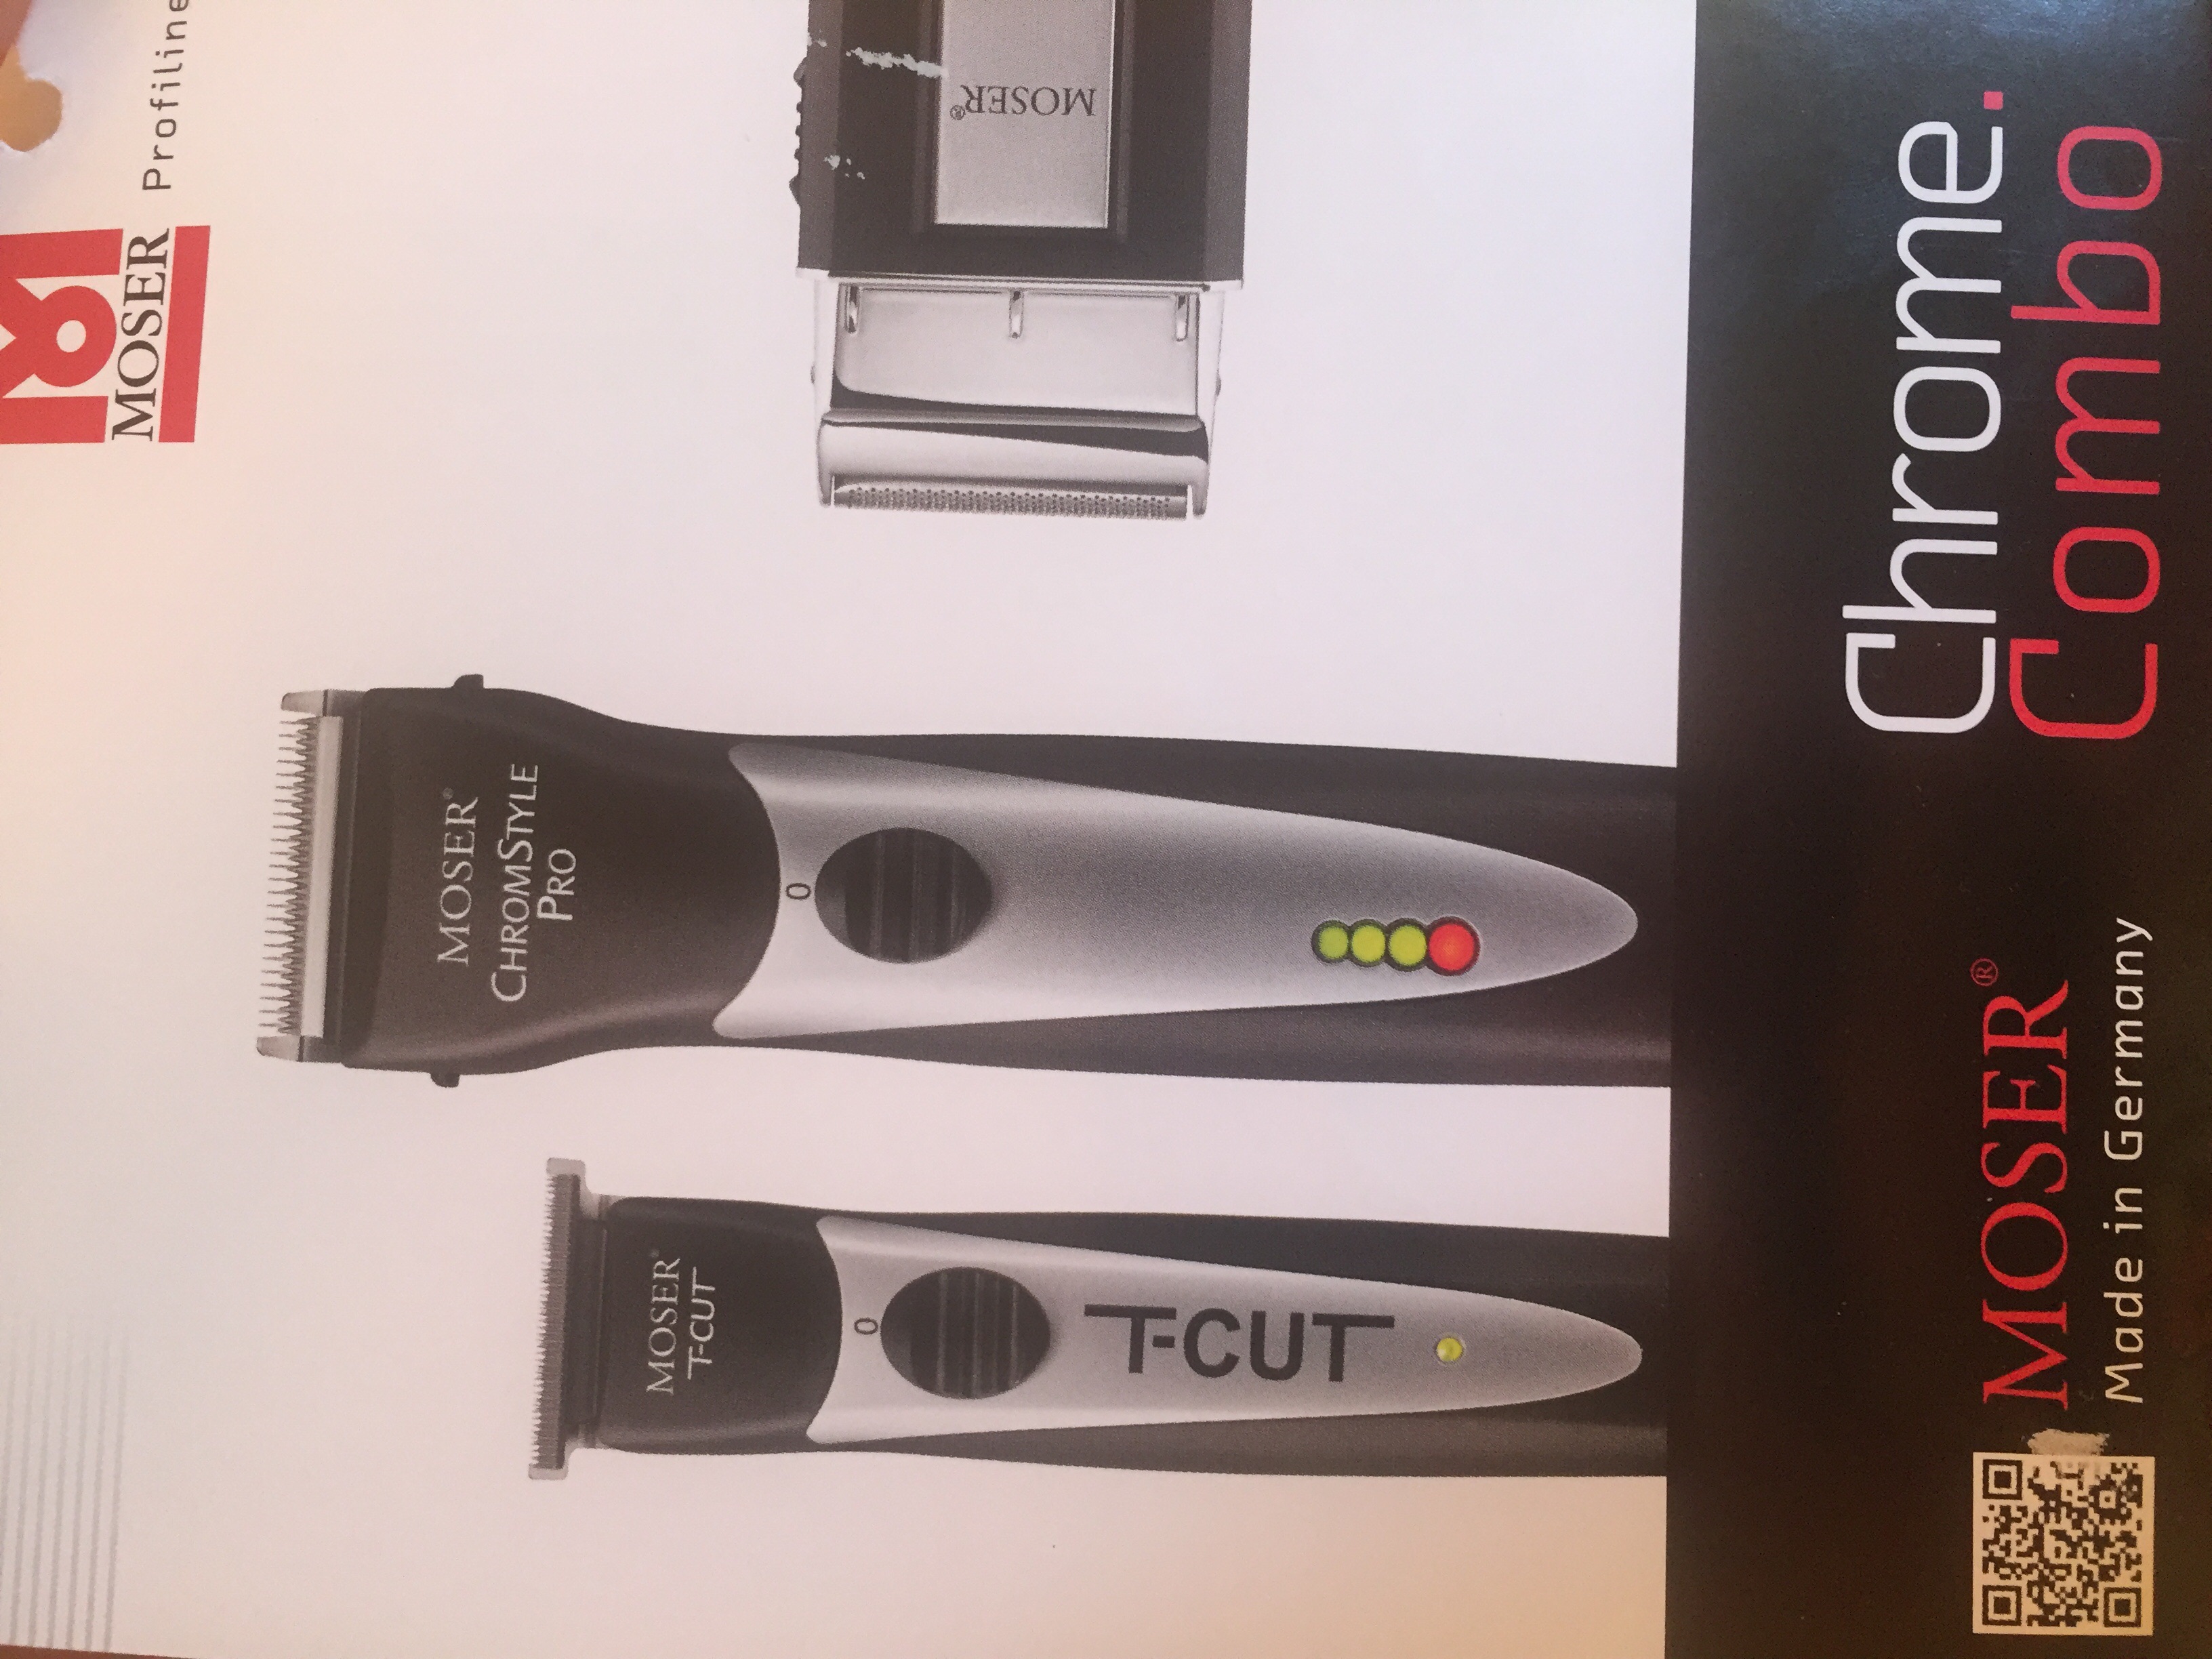 MOSER
Profiline
MOSER®
CHROMSTYLE
PRO
0
MOSER®
T-CUT
0
T-CUT
MOSER®
MOSER®
Made in Germany
Chrome.
Combo